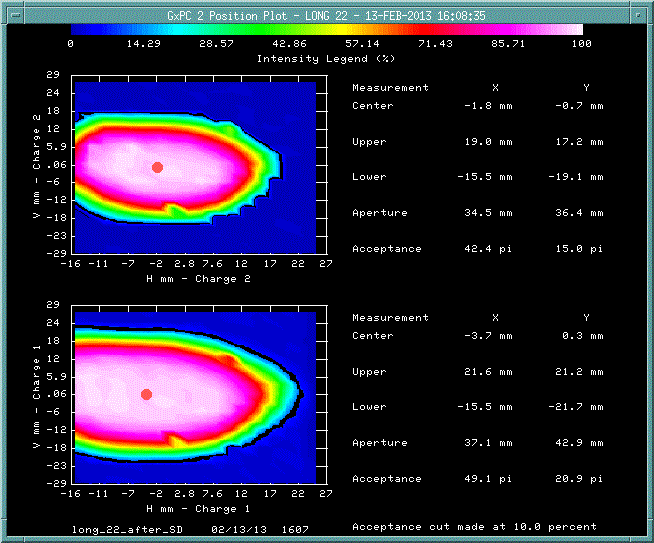 GxPC 2 Position Plot - LONG 22 - 13-FEB-2013 16:08:35
0 14.29 28.57 42.86 57.14 71.43 85.71 100
Intensity Legend (%)
29
24
18
12
5.9
.06
-6
-12
-18
-23
-29
V mm - Charge 2
-16 -11 -7 -2 2.8 7.6 12 17 22 27
H mm - Charge 2
Measurement X Y
Center -1.8 mm -0.7 mm
Upper 19.0 mm 17.2 mm
Lower -15.5 mm -19.1 mm
Aperture 34.5 mm 36.4 mm
Acceptance 42.4 pi 15.0 pi
29
24
18
12
5.9
.06
-6
-12
-18
-23
-29
V mm - Charge 1
-16 -11 -7 -2 2.8 7.6 12 17 22 27
H mm - Charge 1
Measurement X Y
Center -3.7 mm 0.3 mm
Upper 21.6 mm 21.2 mm
Lower -15.5 mm -21.7 mm
Aperture 37.1 mm 42.9 mm
Acceptance 49.1 pi 20.9 pi
long_22_after_SD 02/13/13 1607
Acceptance cut made at 10.0 percent